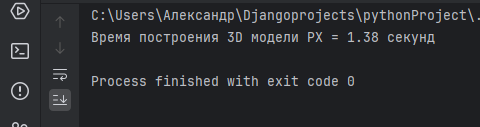 C:\Users\Александр\Djangoprojects\pythonProject\.
Время построения 3D модели PX = 1.38 секунд
Process finished with exit code 0